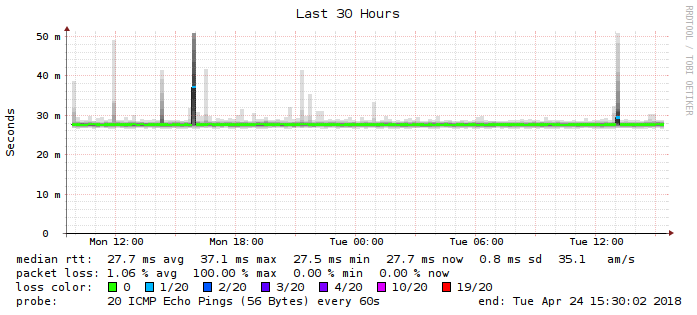 Last 30 Hours
RRDTOOL / TOBI OETIKER
Seconds
50 m
40 m
30 m
20 m
10 m
0
Mon 12:00 Mon 18:00 Tue 00:00 Tue 06:00 Tue 12:00
median rtt: 27.7 ms avg 37.1 ms max 27.5 ms min 27.7 ms now 0.8 ms sd 35.1 am/s
packet loss: 1.06 % avg 100.00 % max 0.00 % min 0.00 % now
loss color: 0 1/20 2/20 3/20 4/20 10/20 19/20
probe: 20 ICMP Echo Pings (56 Bytes) every 60s end: Tue Apr 24 15:30:02 2018